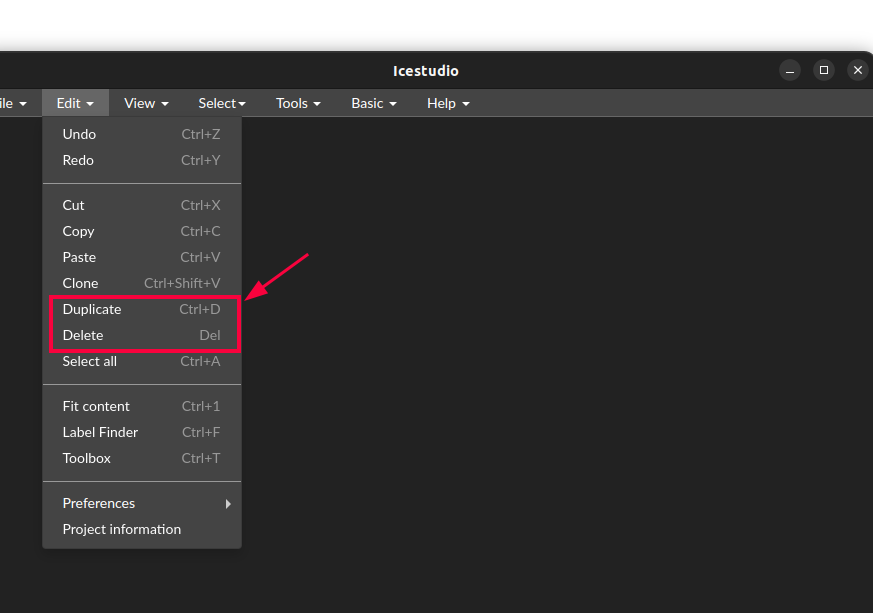 Icestudio
ile Edit View Select Tools Basic Help
Undo Ctrl+Z
Redo Ctrl+Y
Cut Ctrl+X
Copy Ctrl+C
Paste Ctrl+V
Clone Ctrl+Shift+V
Duplicate Ctrl+D
Delete Del
Select all Ctrl+A
Fit content Ctrl+1
Label Finder Ctrl+F
Toolbox Ctrl+T
Preferences
Project information